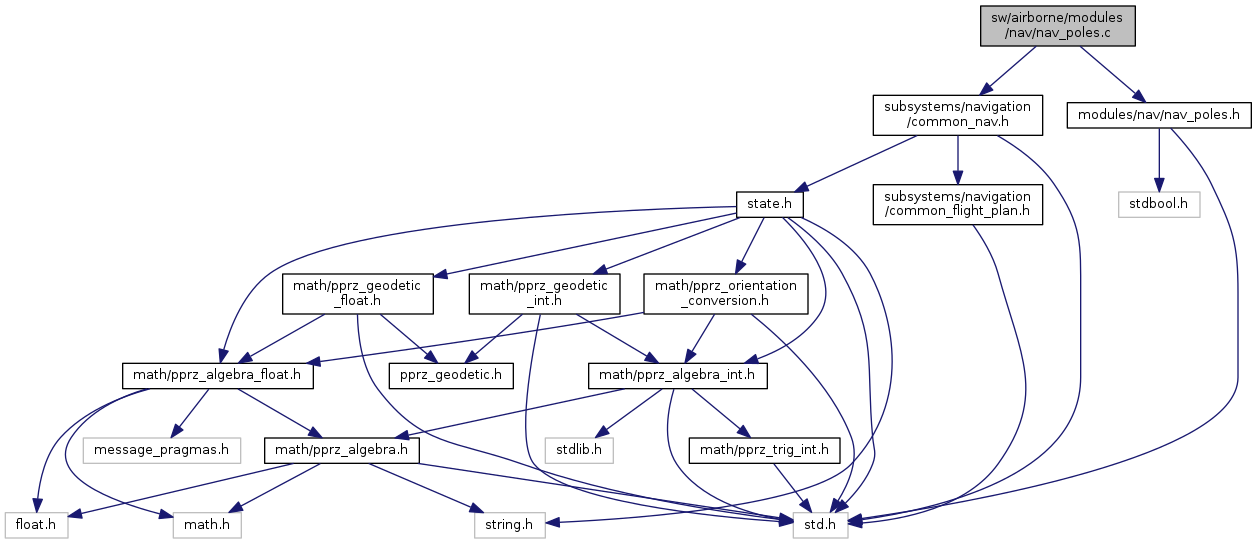 sw/airborne/modules
/nav/nav_poles.c
subsystems/navigation
/common_nav.h
modules/nav/nav_poles.h
state.h
subsystems/navigation
/common_flight_plan.h
stdbool.h
math/pprz_geodetic
_float.h
math/pprz_geodetic
_int.h
math/pprz_orientation
_conversion.h
math/pprz_algebra_float.h
pprz_geodetic.h
math/pprz_algebra_int.h
message_pragmas.h
math/pprz_algebra.h
stdlib.h
math/pprz_trig_int.h
float.h
math.h
string.h
std.h